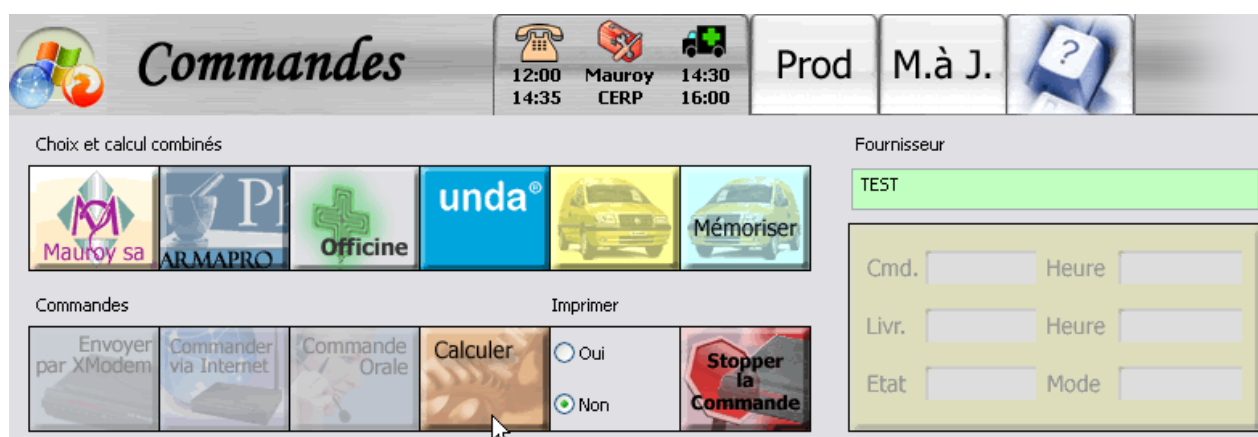 Commandes
12:00 Mauroy 14:30
14:35 CERP 16:00
Prod
M.à J.
?
Choix et calcul combinés
Fournisseur
Mauroy sa
ARMAPRO
Officine
unda®
Mémoriser
TEST
Cmd. Heure
Livr. Heure
Etat Mode
Commandes
Imprimer
Envoyer
par XModem
Commander
via Internet
Commande
Orale
Calculer
Oui
Non
Stopper
la
Commande